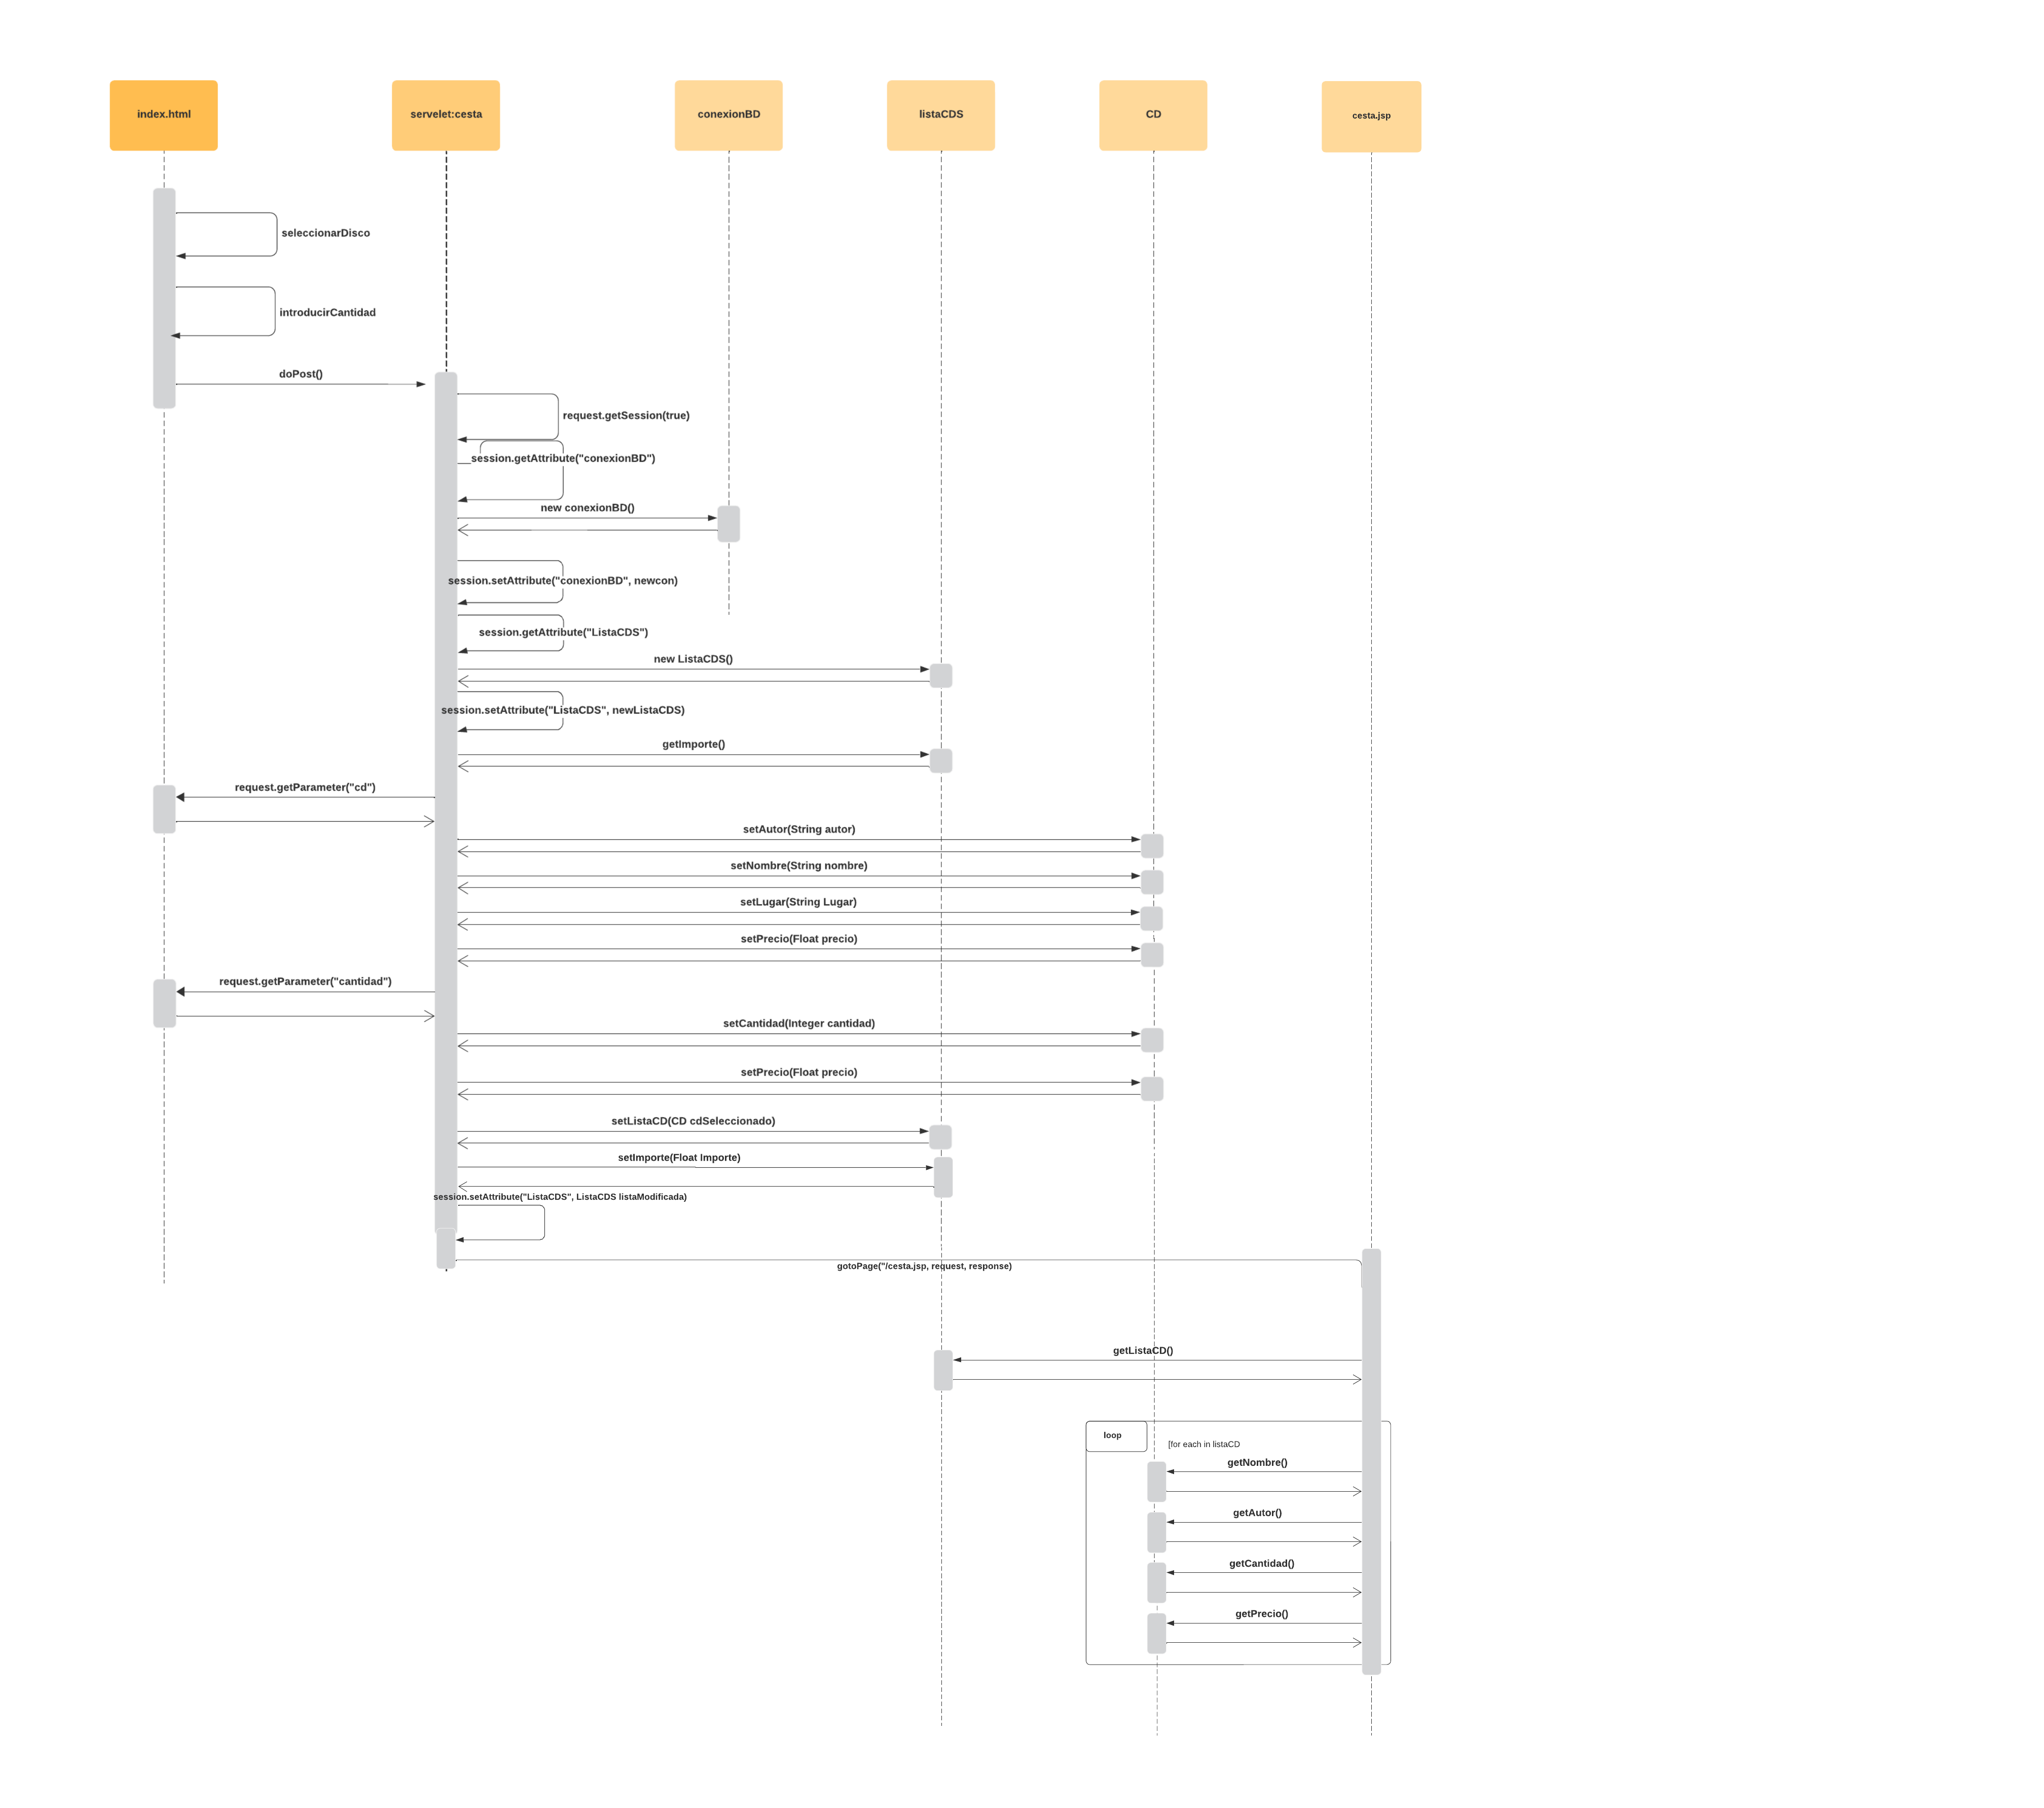 index.html
servelet:cesta
conexionBD
listaCDS
CD
cesta.jsp
seleccionarDisco
introducirCantidad
doPost()
request.getSession(true)
session.getAttribute("conexionBD")
new conexionBD()
session.setAttribute("conexionBD", newcon)
session.getAttribute("ListaCDS")
new ListaCDS()
session.setAttribute("ListaCDS", newListaCDS)
getImporte()
request.getParameter("cd")
setAutor(String autor)
setNombre(String nombre)
setLugar(String Lugar)
setPrecio(Float precio)
request.getParameter("cantidad")
setCantidad(Integer cantidad)
setPrecio(Float precio)
setListaCD(CD cdSeleccionado)
setImporte(Float Importe)
session.setAttribute("ListaCDS", ListaCDS listaModificada)
gotoPage("/cesta.jsp, request, response)
getListaCD()
loop
[for each in listaCD
getNombre()
getAutor()
getCantidad()
getPrecio()